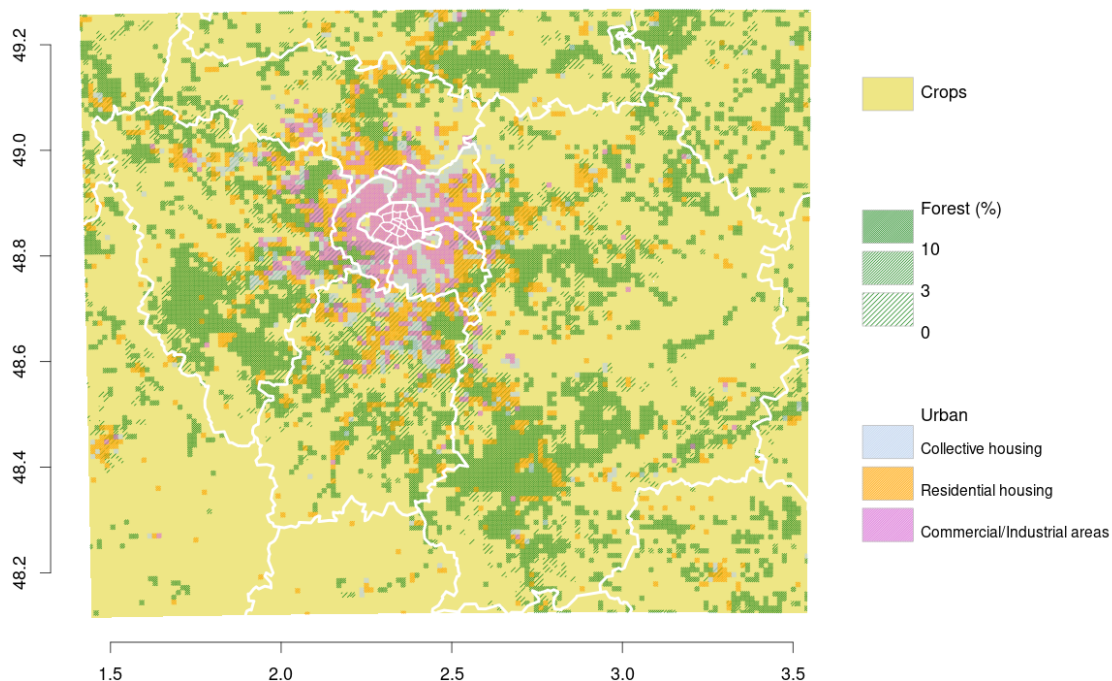 49.2
49.0
48.8
48.6
48.4
48.2
1.5
2.0
2.5
3.0
3.5
Crops
Forest (%)
10
3
0
Urban
Collective housing
Residential housing
Commercial/Industrial areas